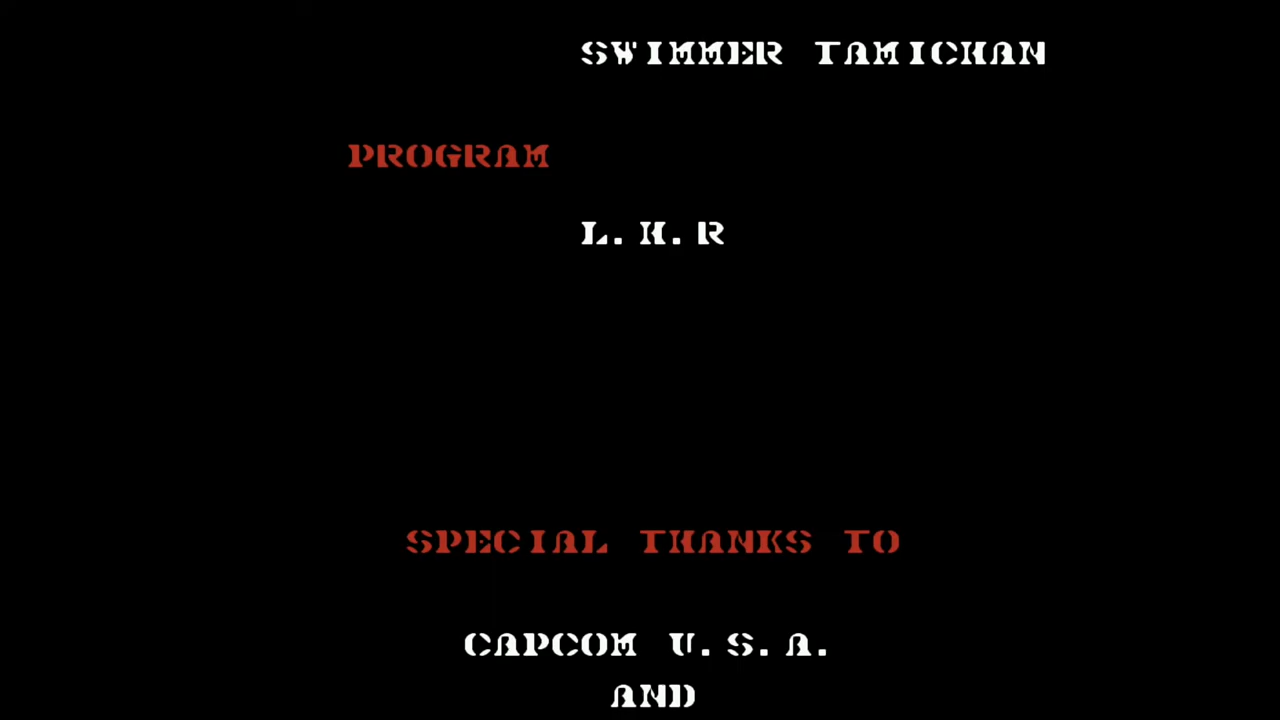 SWIMMER TAMICHAN
PROGRAM
L.H.R
SPECIAL THANKS TO
CAPCOM U.S.A.
AND